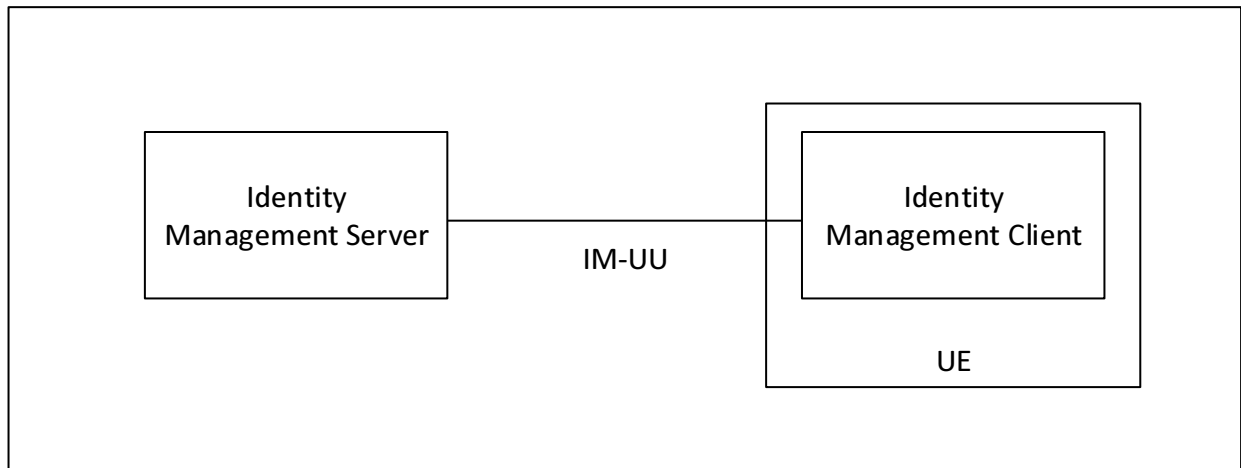 Identity
Management Server
IM-UU
Identity
Management Client
UE